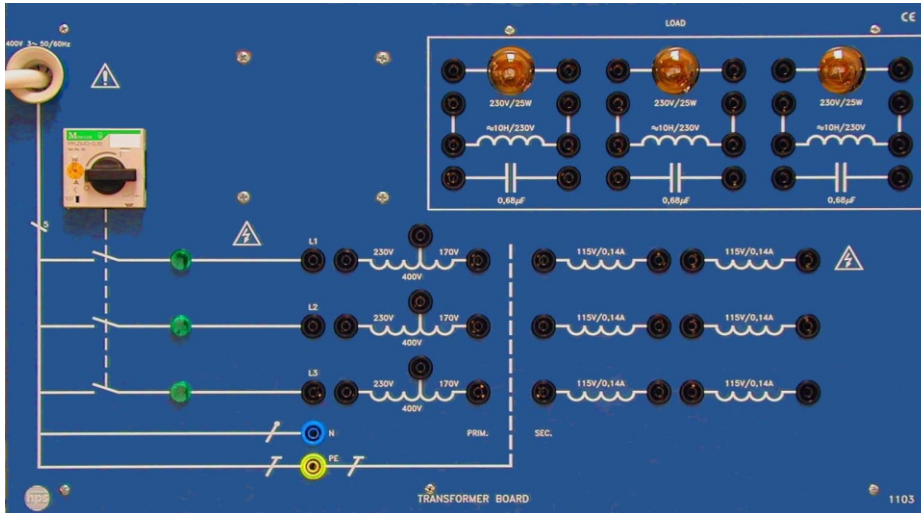 LOAD
CE
400V 3~ 50/60Hz
230V/25W 230V/25W 230V/25W
≈10H/230V ≈10H/230V ≈10H/230V
0,68µF 0,68µF 0,68µF
5
L1 230V 170V 115V/0,14A 115V/0,14A
400V
L2 230V 170V 115V/0,14A 115V/0,14A
400V
L3 230V 170V 115V/0,14A 115V/0,14A
400V
N PRIM. SEC.
PE
hps TRANSFORMER BOARD 1103